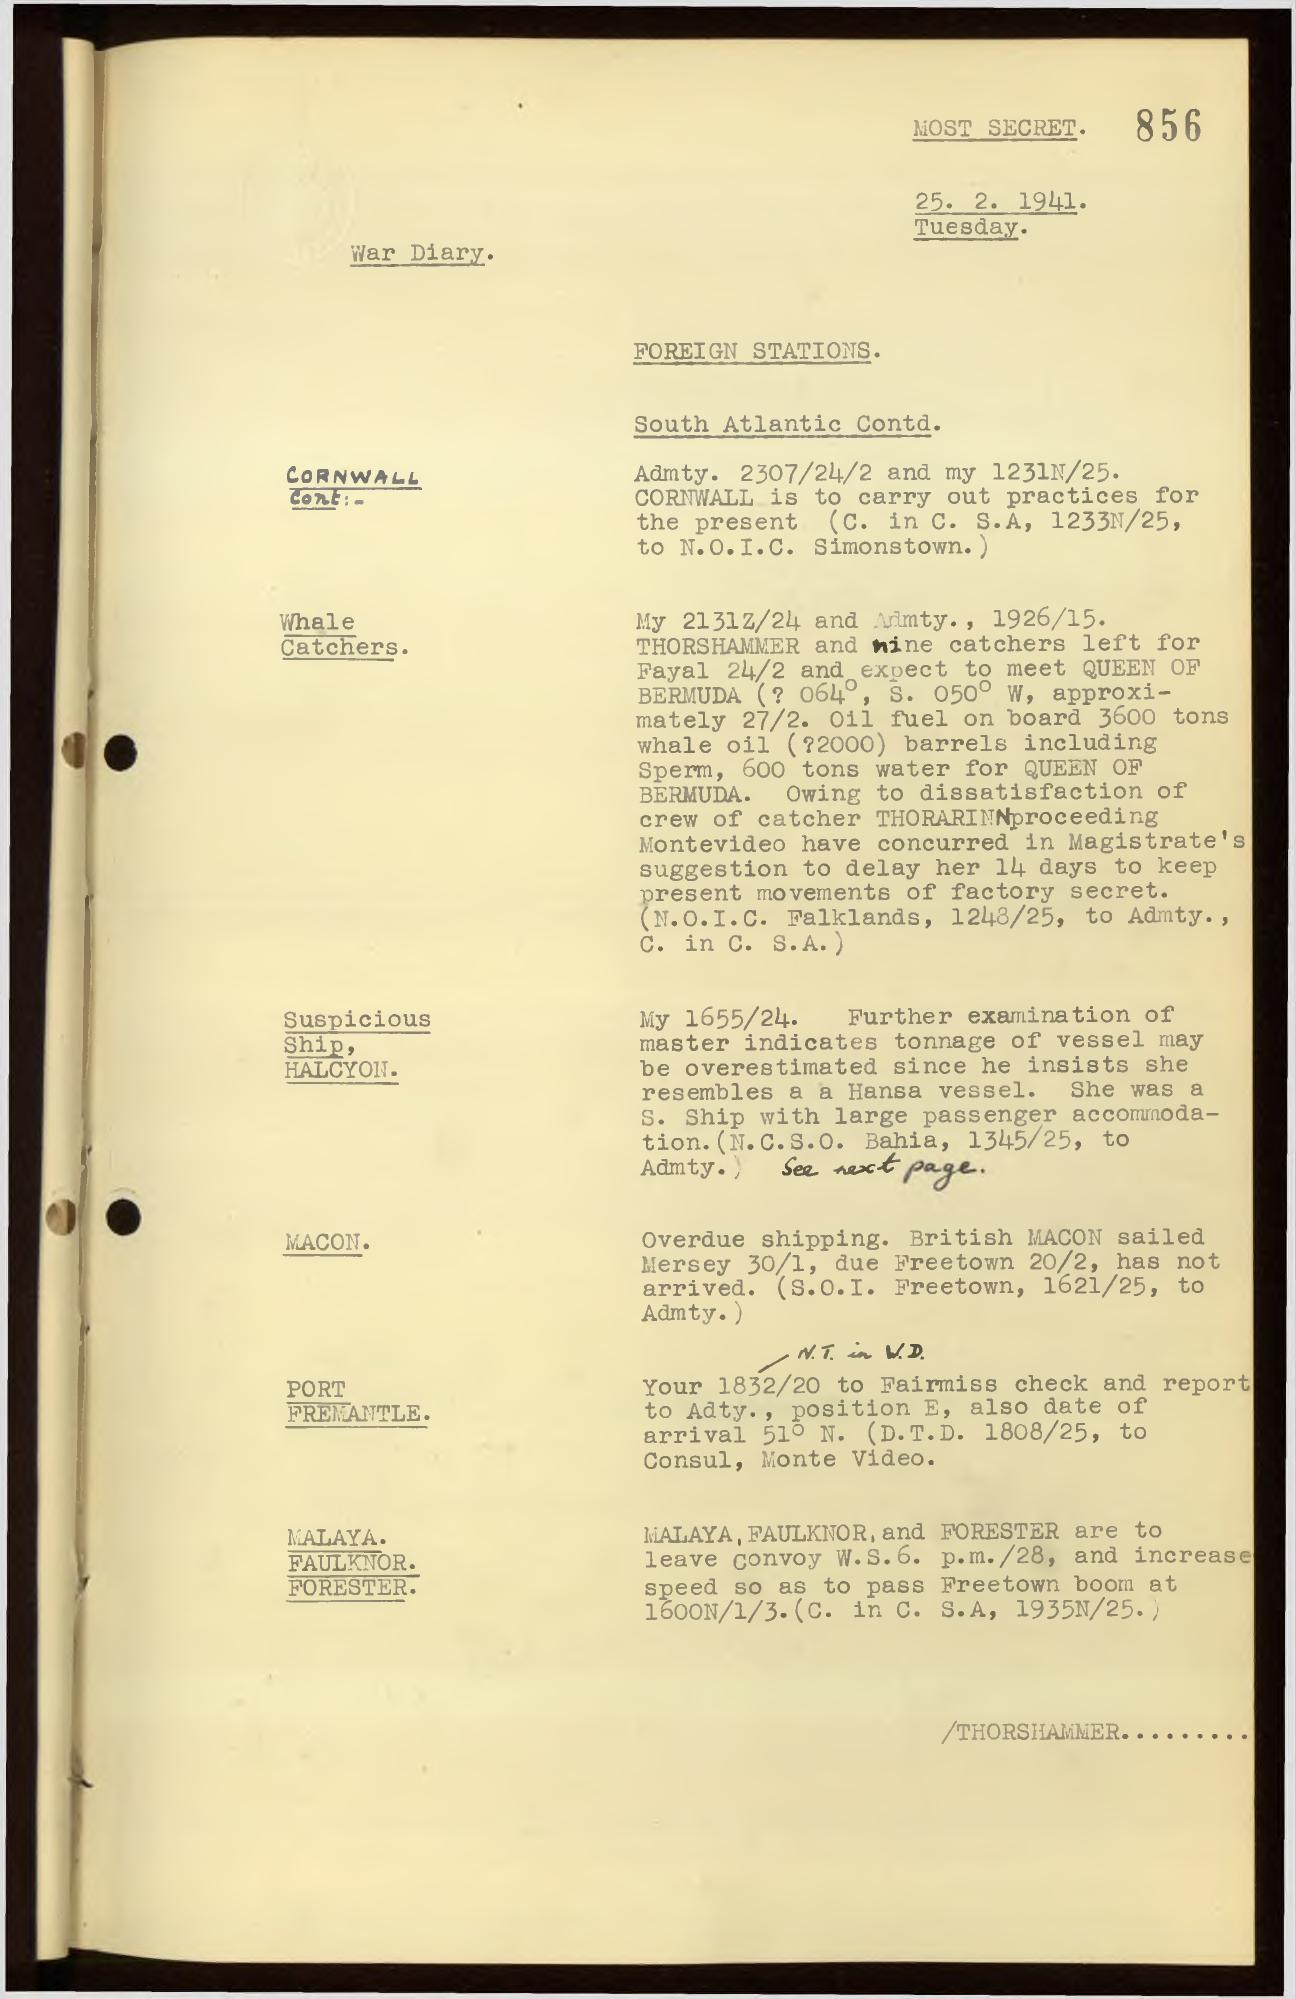 MOST SECRET. 856
25. 2. 1941.
Tuesday.
War Diary.
FOREIGN STATIONS.
South Atlantic Contd.
CORNWALL
Cont:-
Admty. 2307/24/2 and my 1231N/25.
CORNWALL is to carry out practices for
the present (C. in C. S.A, 1233N/25,
to N.O.I.C. Simonstown.)
Whale
Catchers.
My 2131Z/24 and Admty., 1926/15.
THORSHAMMER and nine catchers left for
Fayal 24/2 and expect to meet QUEEN OF
BERMUDA (? 064°, S. 050° W, approxi-
mately 27/2. Oil fuel on board 3600 tons
whale oil (?2000) barrels including
Sperm, 600 tons water for QUEEN OF
BERMUDA. Owing to dissatisfaction of
crew of catcher THORARINN proceeding
Montevideo have concurred in Magistrate's
suggestion to delay her 14 days to keep
present movements of factory secret.
(N.O.I.C. Falklands, 1248/25, to Admty.,
C. in C. S.A.)
Suspicious
Ship,
HALCYON.
My 1655/24. Further examination of
master indicates tonnage of vessel may
be overestimated since he insists she
resembles a a Hansa vessel. She was a
S. Ship with large passenger accommoda-
tion.(N.C.S.O. Bahia, 1345/25, to
Admty.) See next page.
MACON.
Overdue shipping. British MACON sailed
Mersey 30/1, due Freetown 20/2, has not
arrived. (S.O.I. Freetown, 1621/25, to
Admty.)
N.T. in W.D.
PORT
FREMANTLE.
Your 1832/20 to Fairmiss check and report
to Adty., position E, also date of
arrival 51° N. (D.T.D. 1808/25, to
Consul, Monte Video.
MALAYA.
FAULKNOR.
FORESTER.
MALAYA, FAULKNOR, and FORESTER are to
leave convoy W.S.6. p.m./28, and increase
speed so as to pass Freetown boom at
1600N/1/3.(C. in C. S.A, 1935N/25.)
/THORSHAMMER.........